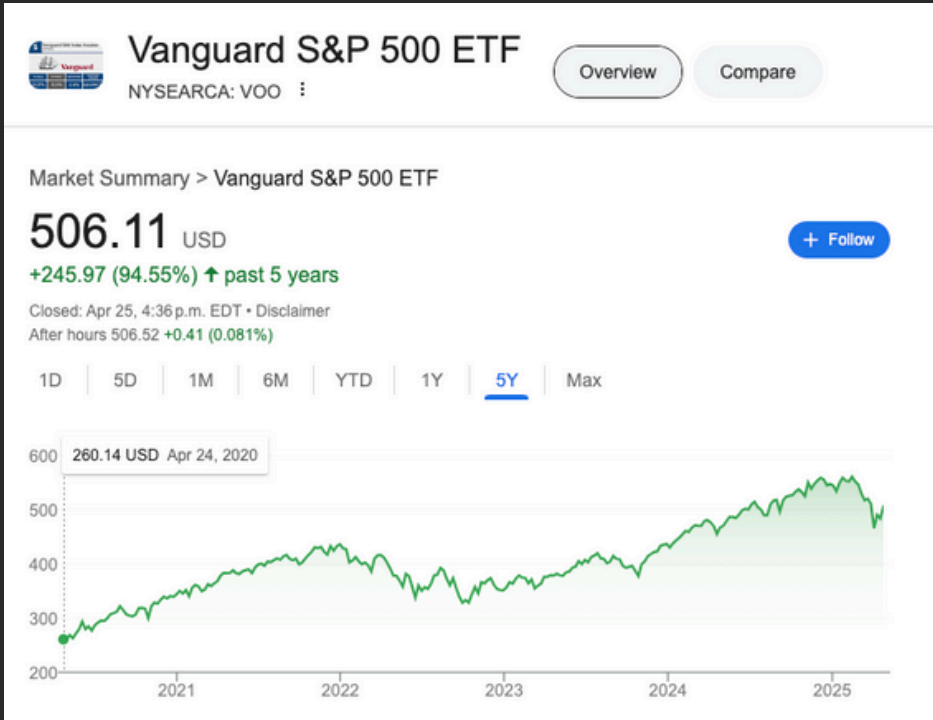 Vanguard S&P 500 ETF
NYSEARCA: VOO
Overview
Compare
Market Summary > Vanguard S&P 500 ETF
506.11 USD
+ Follow
+245.97 (94.55%) ↑ past 5 years
Closed: Apr 25, 4:36 p.m. EDT • Disclaimer
After hours 506.52 +0.41 (0.081%)
1D 5D 1M 6M YTD 1Y 5Y Max
260.14 USD Apr 24, 2020
600
500
400
300
200
2021 2022 2023 2024 2025